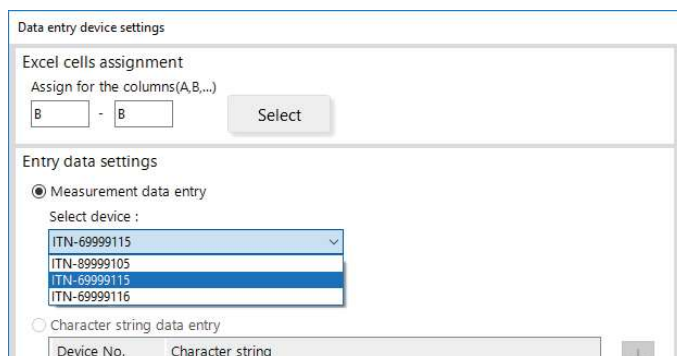 Data entry device settings
Excel cells assignment
Assign for the columns(A,B,...)
B - B Select
Entry data settings
Measurement data entry
Select device :
ITN-69999115
ITN-89999105
ITN-69999115
ITN-69999116
Character string data entry
Device No. Character string